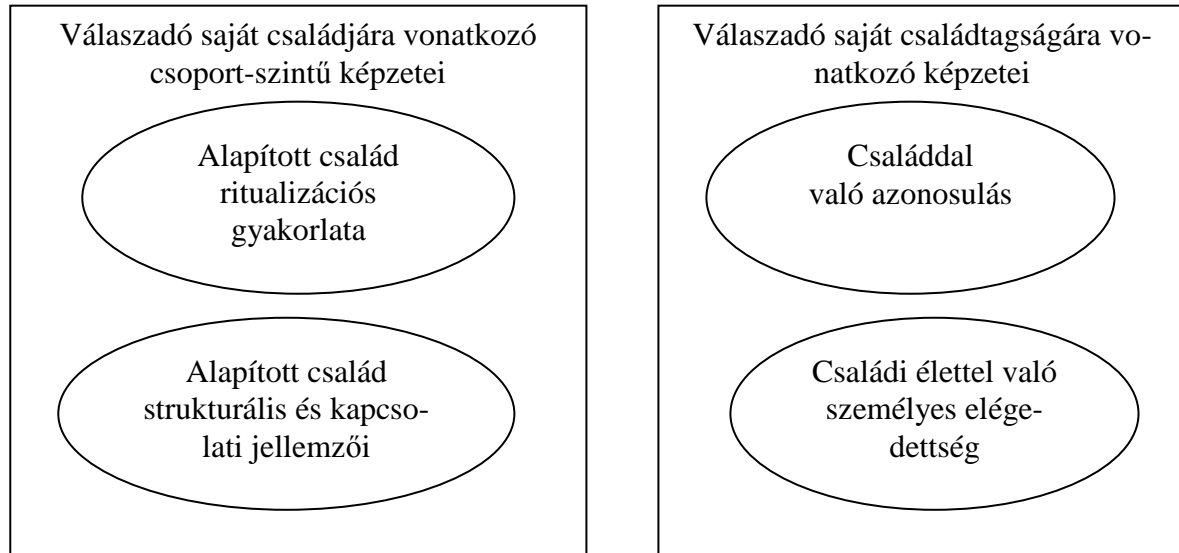 Válaszadó saját családjára vonatkozó
csoport-szintű képzetei
Alapított család
ritualizációs
gyakorlata
Alapított család
strukturális és kapcso-
lati jellemzői
Válaszadó saját családtagságára vo-
natkozó képzetei
Családdal
való azonosulás
Családi élettel való
személyes elége-
dettség